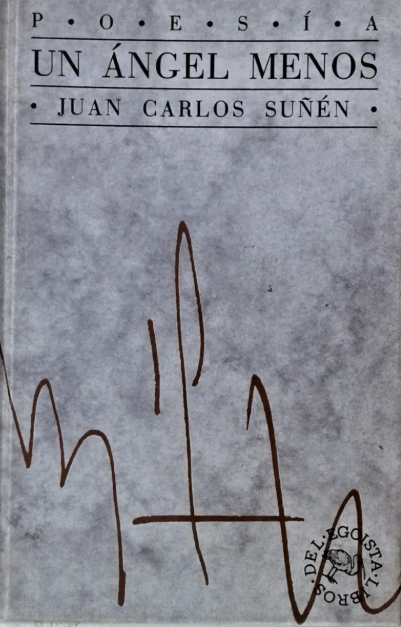 P • O • E • S • Í • A
UN ÁNGEL MENOS
• JUAN CARLOS SUÑÉN •
LIBROS DEL EGOISTA